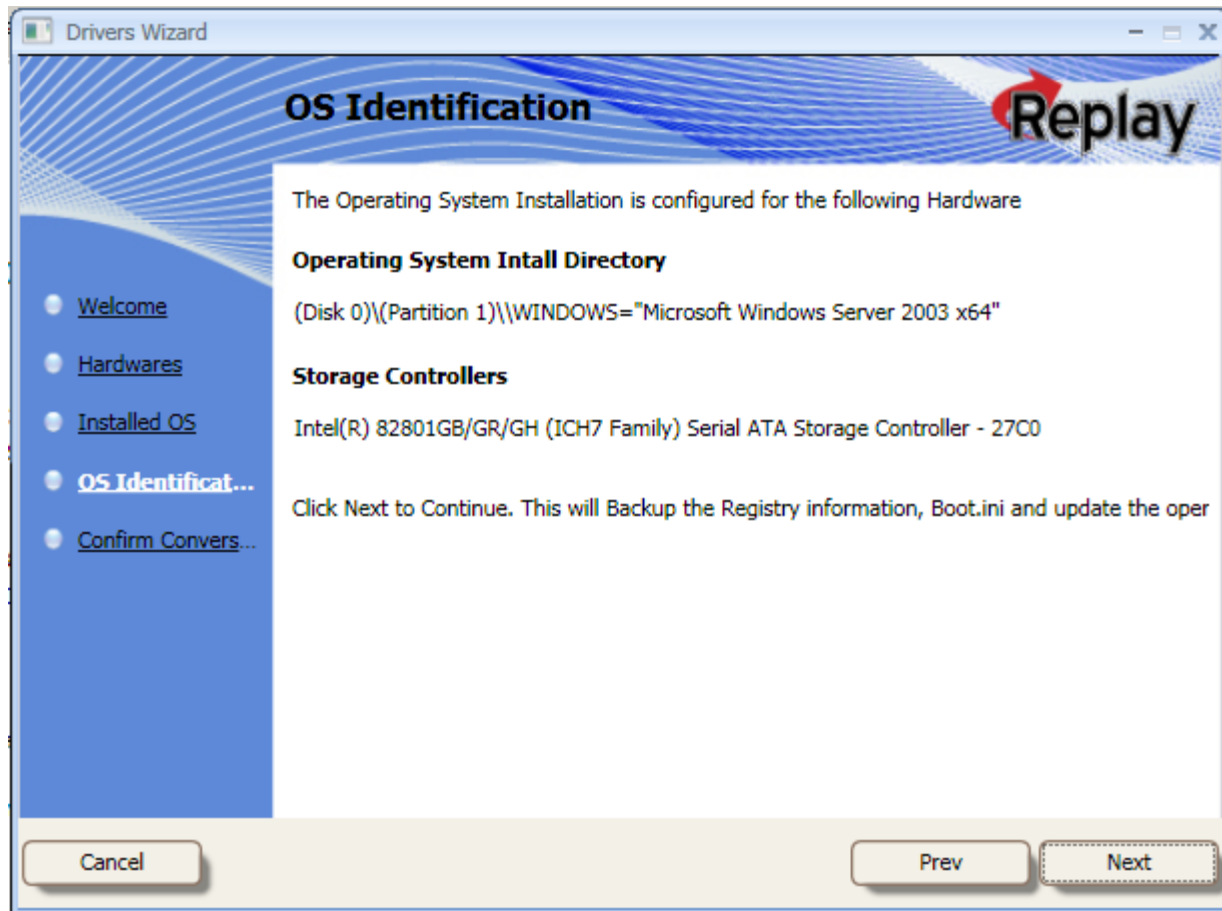 Drivers Wizard
OS Identification
Replay
The Operating System Installation is configured for the following Hardware
Operating System Intall Directory
(Disk 0)\(Partition 1)\\WINDOWS="Microsoft Windows Server 2003 x64"
Storage Controllers
Intel(R) 82801GB/GR/GH (ICH7 Family) Serial ATA Storage Controller - 27C0
Click Next to Continue. This will Backup the Registry information, Boot.ini and update the oper
Welcome
Hardwares
Installed OS
OS Identificat...
Confirm Convers...
Cancel
Prev
Next